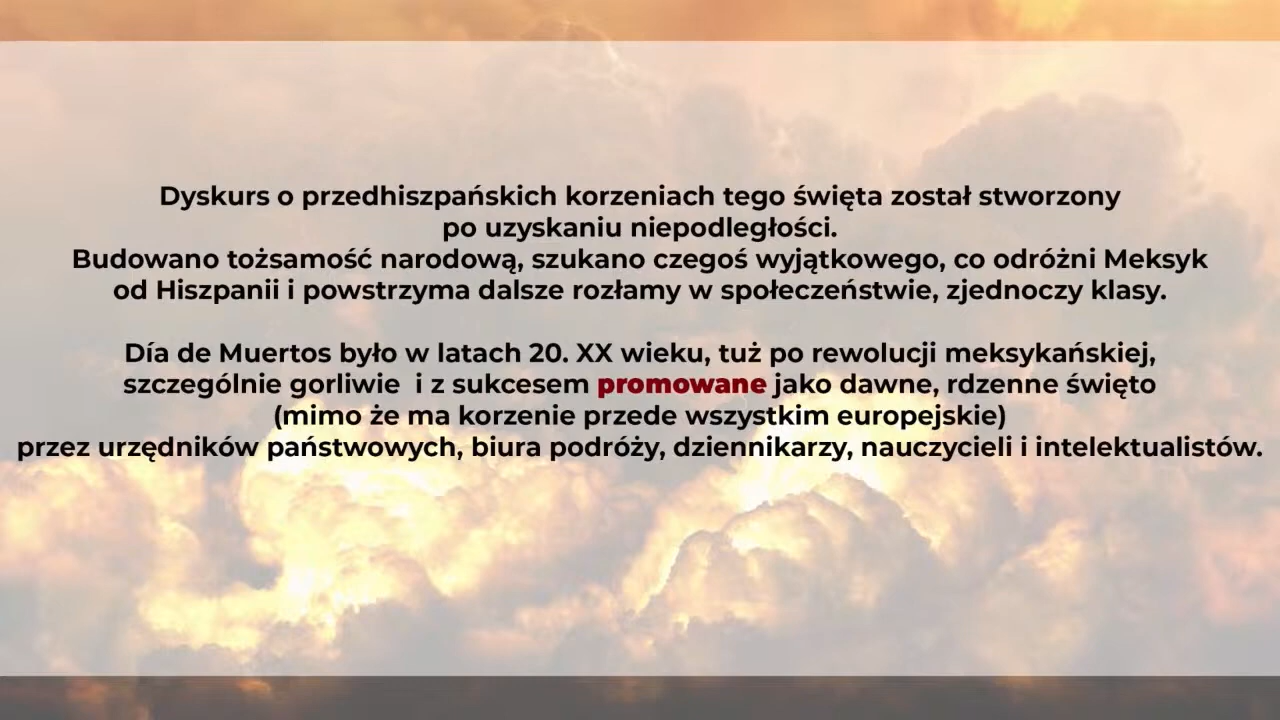 Dyskurs o przedhiszpańskich korzeniach tego święta został stworzony
po uzyskaniu niepodległości.
Budowano tożsamość narodową, szukano czegoś wyjątkowego, co odróżni Meksyk
od Hiszpanii i powstrzyma dalsze rozłamy w społeczeństwie, zjednoczy klasy.
Día de Muertos było w latach 20. XX wieku, tuż po rewolucji meksykańskiej,
szczególnie gorliwie  i z sukcesem promowane jako dawne, rdzenne święto
(mimo że ma korzenie przede wszystkim europejskie)
przez urzędników państwowych, biura podróży, dziennikarzy, nauczycieli i intelektualistów.